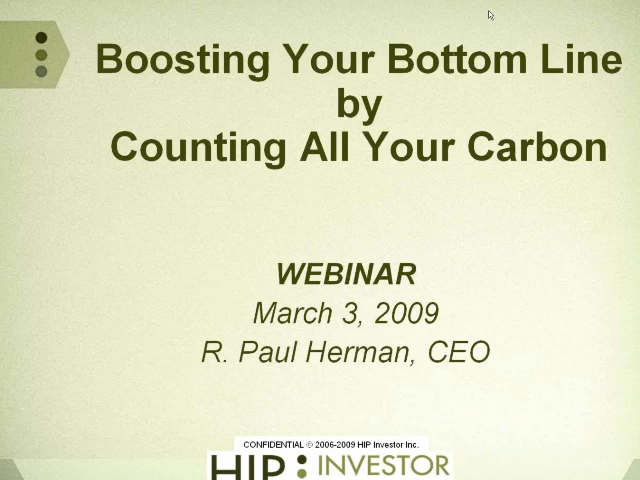 Boosting Your Bottom Line
by
Counting All Your Carbon
WEBINAR
March 3, 2009
R. Paul Herman, CEO
CONFIDENTIAL © 2006-2009 HIP Investor Inc.
HIP INVESTOR